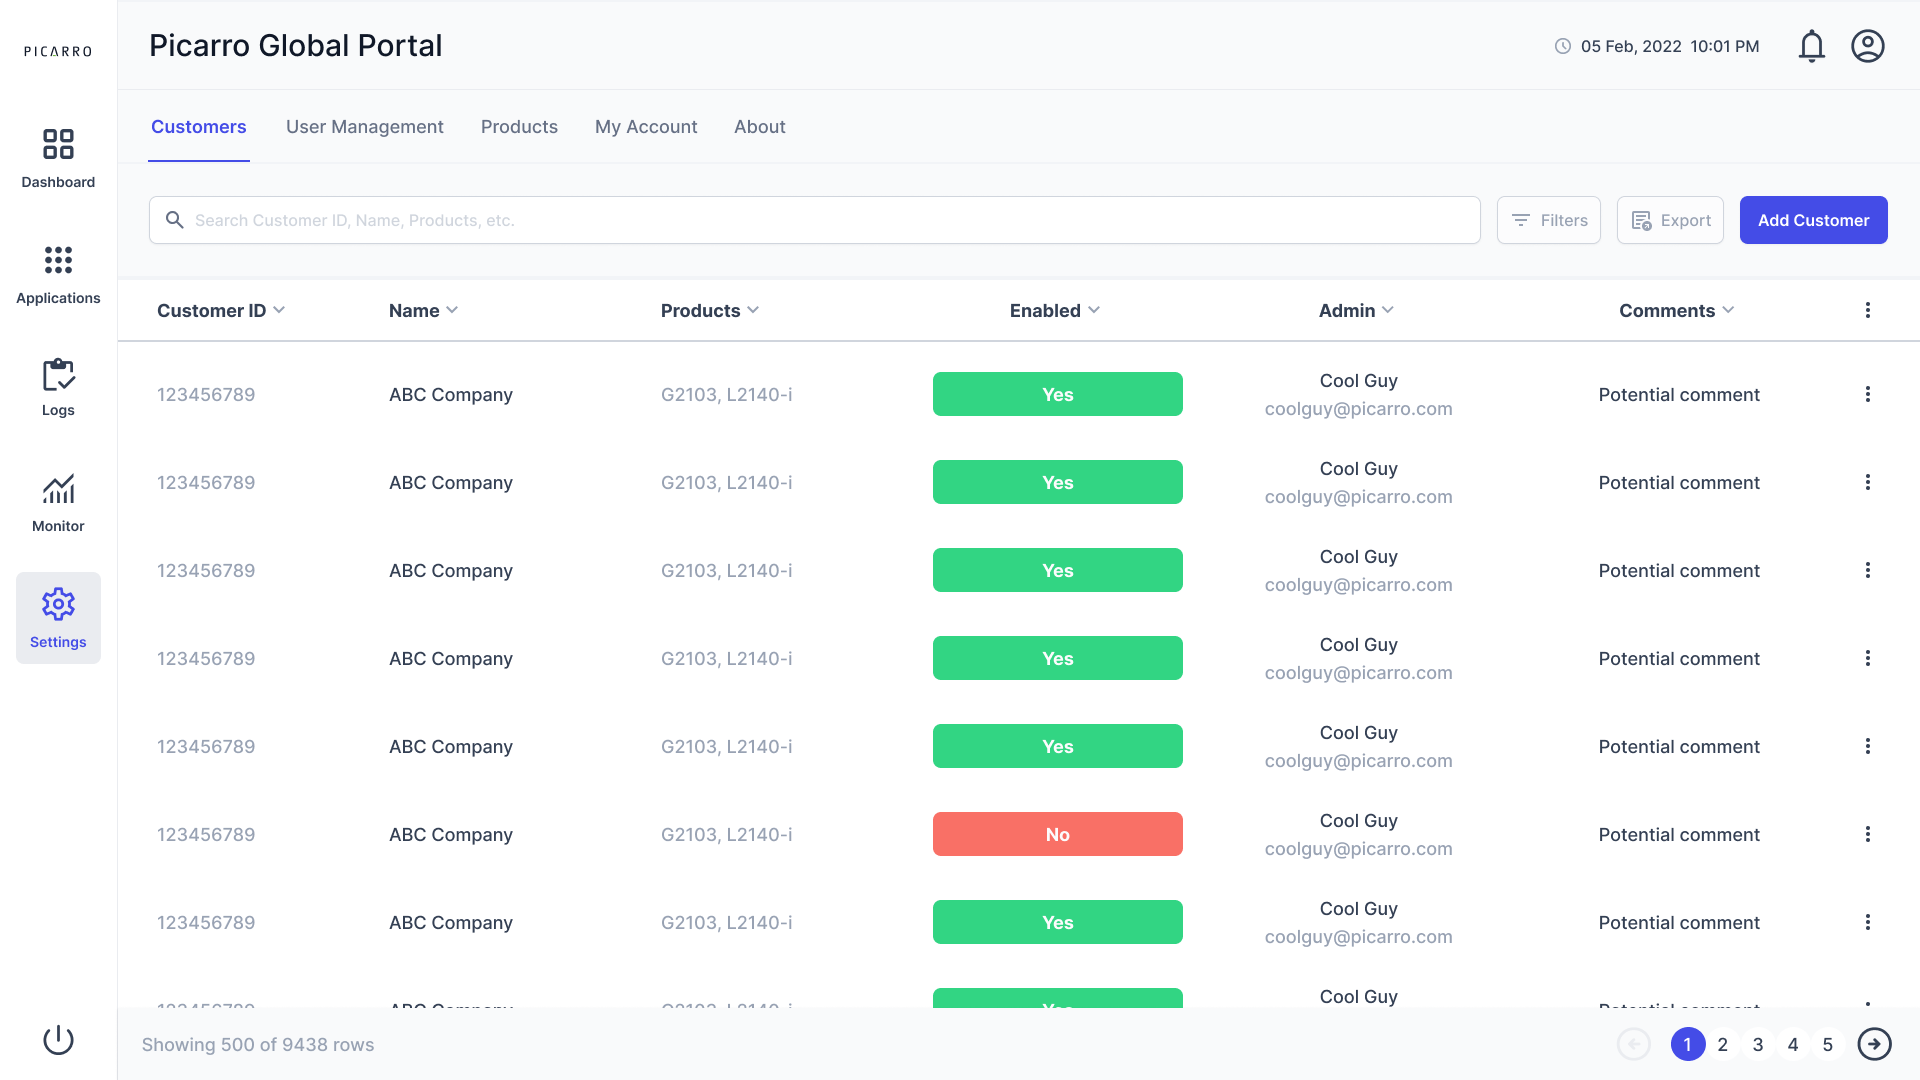 PICARRO
Picarro Global Portal
05 Feb, 2022 10:01 PM
Dashboard
Applications
Logs
Monitor
Settings
Customers User Management Products My Account About
Search Customer ID, Name, Products, etc.
Filters Export Add Customer
Customer ID Name Products Enabled Admin Comments
123456789 ABC Company G2103, L2140-i Yes Cool Guy Potential comment
coolguy@picarro.com
123456789 ABC Company G2103, L2140-i Yes Cool Guy Potential comment
coolguy@picarro.com
123456789 ABC Company G2103, L2140-i Yes Cool Guy Potential comment
coolguy@picarro.com
123456789 ABC Company G2103, L2140-i Yes Cool Guy Potential comment
coolguy@picarro.com
123456789 ABC Company G2103, L2140-i Yes Cool Guy Potential comment
coolguy@picarro.com
123456789 ABC Company G2103, L2140-i No Cool Guy Potential comment
coolguy@picarro.com
123456789 ABC Company G2103, L2140-i Yes Cool Guy Potential comment
coolguy@picarro.com
Cool Guy
Showing 500 of 9438 rows
1 2 3 4 5